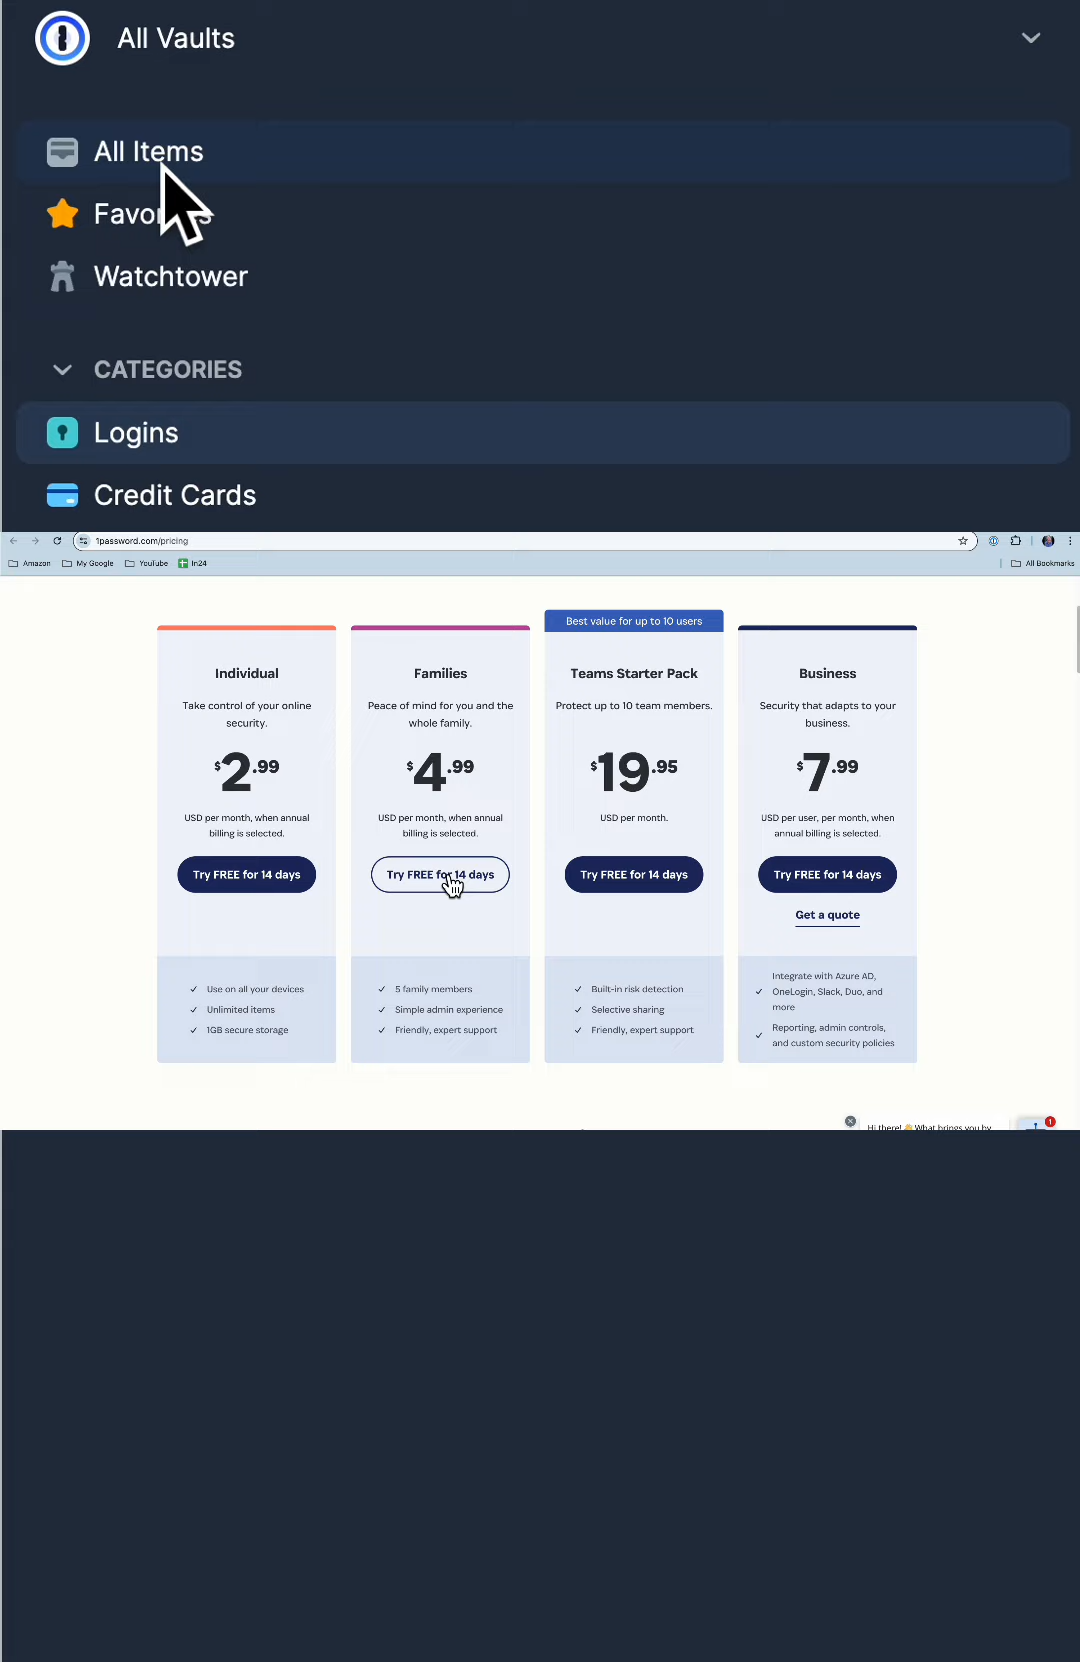 All Vaults
All Items
Watchtower
CATEGORIES
Logins
Credit Cards
1password.com/pricing
Amazon
My Google
YouTube
In24
All Bookmarks
Best value for up to 10 users
Individual
Take control of your online
security.
$2.99
USD per month, when annual
billing is selected.
Try FREE for 14 days
Use on all your devices
Unlimited items
1GB secure storage
Families
Peace of mind for you and the
whole family.
$4.99
USD per month, when annual
billing is selected.
Try FREE for 14 days
5 family members
Simple admin experience
Friendly, expert support
Teams Starter Pack
Protect up to 10 team members.
$19.95
USD per month.
Try FREE for 14 days
Built-in risk detection
Selective sharing
Friendly, expert support
Business
Security that adapts to your
business.
$7.99
USD per user, per month, when
annual billing is selected.
Try FREE for 14 days
Get a quote
Integrate with Azure AD,
OneLogin, Slack, Duo, and
more
Reporting, admin controls,
and custom security policies
Hi there! 👋 What brings you by
1